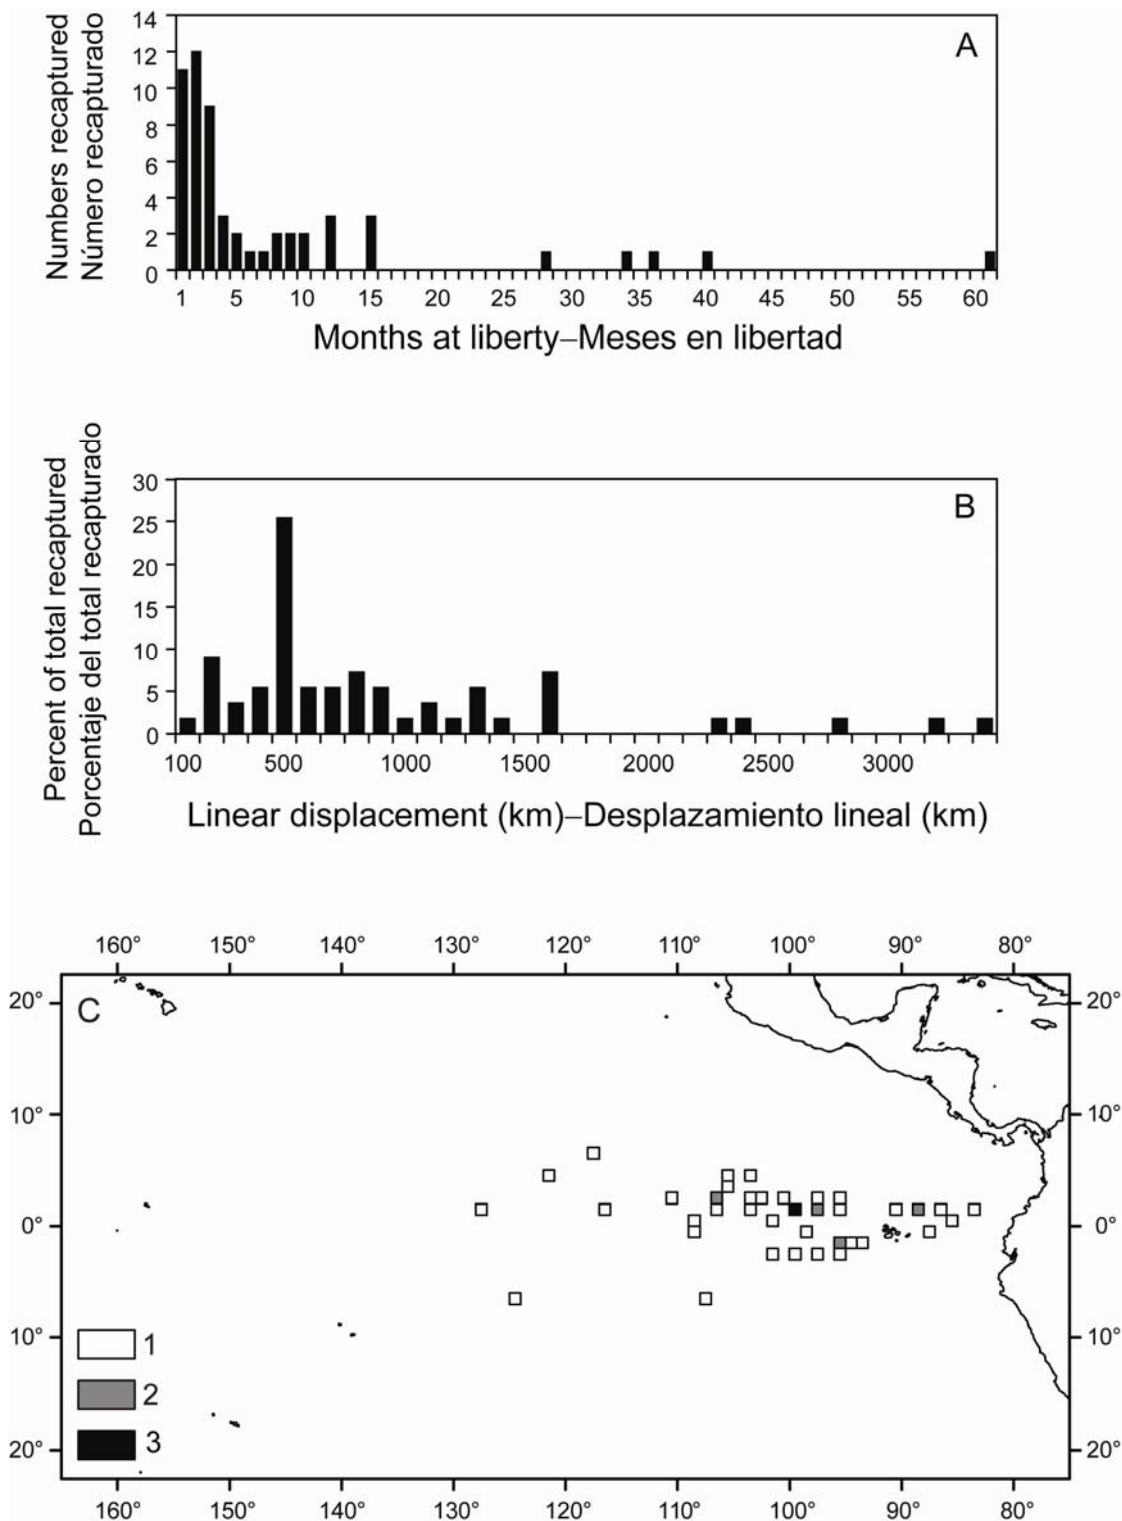 Numbers recaptured
Número recapturado
14
12
10
8
6
4
2
0
A
1 5 10 15 20 25 30 35 40 45 50 55 60
Months at liberty–Meses en libertad
Percent of total recaptured
Porcentaje del total recapturado
30
25
20
15
10
5
0
B
100 500 1000 1500 2000 2500 3000
Linear displacement (km)–Desplazamiento lineal (km)
160° 150° 140° 130° 120° 110° 100° 90° 80°
20° C 20°
10° 10°
0° 0°
10° 10°
20° 20°
1
2
3
160° 150° 140° 130° 120° 110° 100° 90° 80°